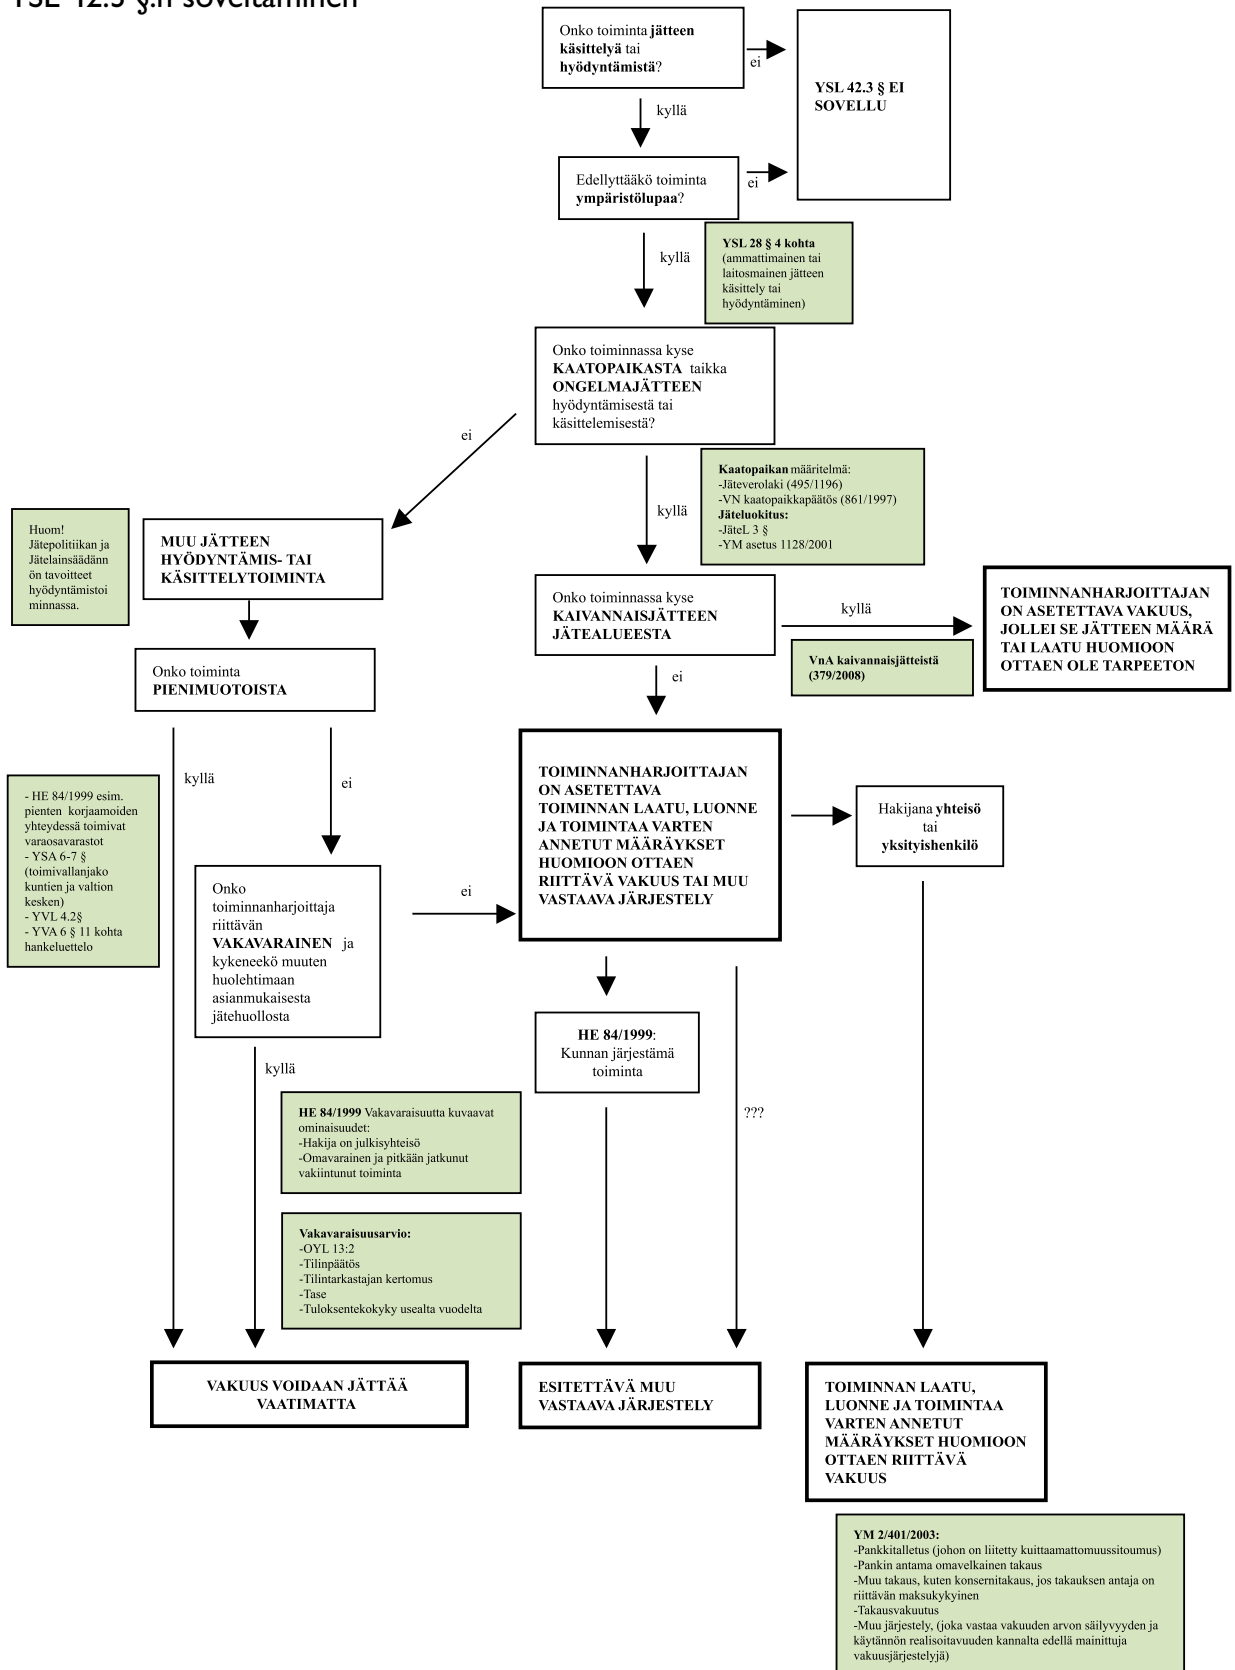 YSL 42.3 §:n soveltaminen
Onko toiminta jätteen
käsittelyä tai
hyödyntämistä?
ei
YSL 42.3 § EI
SOVELLU
kyllä
Edellyttääkö toiminta
ympäristölupaa?
ei
kyllä
YSL 28 § 4 kohta
(ammattimainen tai
laitosmainen jätteen
käsittely tai
hyödyntäminen)
Onko toiminnassa kyse
KAATOPAIKASTA taikka
ONGELMAJÄTTEEN
hyödyntämisestä tai
käsittelemisestä?
ei
kyllä
Kaatopaikan määritelmä:
-Jäteverolaki (495/1196)
-VN kaatopaikkapäätös (861/1997)
Jäteluokitus:
-JäteL 3 §
-YM asetus 1128/2001
Huom!
Jätepolitiikan ja
Jätelainsäädänn
ön tavoitteet
hyödyntämistoi
minnassa.
MUU JÄTTEEN
HYÖDYNTÄMIS- TAI
KÄSITTELYTOIMINTA
Onko toiminnassa kyse
KAIVANNAISJÄTTEEN
JÄTEALUEESTA
kyllä
VnA kaivannaisjätteistä
(379/2008)
TOIMINNANHARJOITTAJAN
ON ASETETTAVA VAKUUS,
JOLLEI SE JÄTTEEN MÄÄRÄ
TAI LAATU HUOMIOON
OTTAEN OLE TARPEETON
Onko toiminta
PIENIMUOTOISTA
ei
kyllä
ei
- HE 84/1999 esim.
pienten korjaamoiden
yhteydessä toimivat
varaosavarastot
- YSA 6-7 §
(toimivallanjako
kuntien ja valtion
kesken)
- YVL 4.2§
- YVA 6 § 11 kohta
hankeluettelo
Onko
toiminnanharjoittaja
riittävän
VAKAVARAINEN ja
kykeneekö muuten
huolehtimaan
asianmukaisesta
jätehuollosta
ei
TOIMINNANHARJOITTAJAN
ON ASETETTAVA
TOIMINNAN LAATU, LUONNE
JA TOIMINTAA VARTEN
ANNETUT MÄÄRÄYKSET
HUOMIOON OTTAEN
RIITTÄVÄ VAKUUS TAI MUU
VASTAAVA JÄRJESTELY
Hakijana yhteisö
tai
yksityishenkilö
HE 84/1999:
Kunnan järjestämä
toiminta
kyllä
???
HE 84/1999 Vakavaraisuutta kuvaavat
ominaisuudet:
-Hakija on julkisyhteisö
-Omavarainen ja pitkään jatkunut
vakiintunut toiminta
Vakavaraisuusarvio:
-OYL 13:2
-Tilinpäätös
-Tilintarkastajan kertomus
-Tase
-Tuloksentekokyky usealta vuodelta
VAKUUS VOIDAAN JÄTTÄÄ
VAATIMATTA
ESITETTÄVÄ MUU
VASTAAVA JÄRJESTELY
TOIMINNAN LAATU,
LUONNE JA TOIMINTAA
VARTEN ANNETUT
MÄÄRÄYKSET HUOMIOON
OTTAEN RIITTÄVÄ
VAKUUS
YM 2/401/2003:
-Pankkitalletus (johon on liitetty kuittaamattomuussitoumus)
-Pankin antama omavelkainen takaus
-Muu takaus, kuten konsernitakaus, jos takauksen antaja on
riittävän maksukykyinen
-Takausvakuutus
-Muu järjestely, (joka vastaa vakuuden arvon säilyvyyden ja
käytännön realisoitavuuden kannalta edellä mainittuja
vakuusjärjestelyjä)